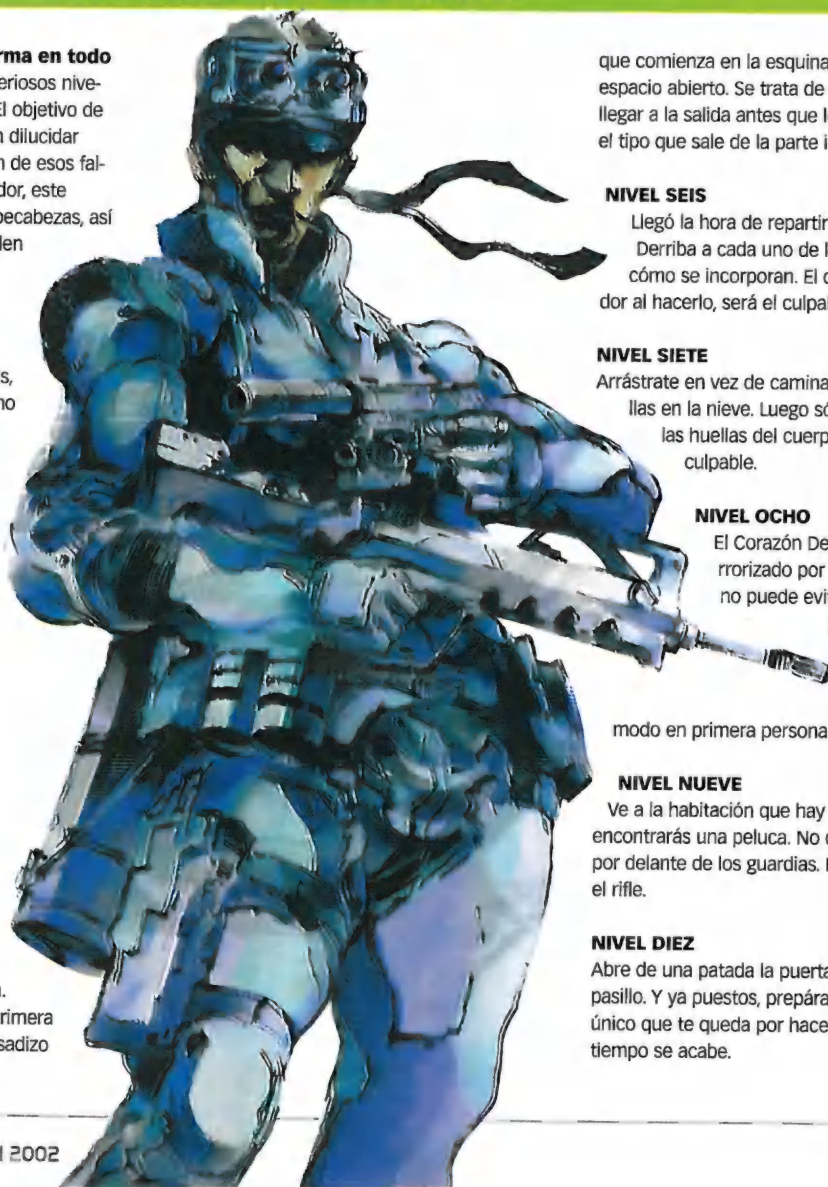 rma en todo
eriosos nive-
El objetivo de
n dilucidar
n de esos fal-
dor, este
pecabezas, así
den
s,
no
.
rimera
sadizo
l 2002
que comienza en la esquina
espacio abierto. Se trata de
llegar a la salida antes que l
el tipo que sale de la parte i
NIVEL SEIS
Llegó la hora de repartir
Derriba a cada uno de l
cómo se incorporan. El c
dor al hacerlo, será el culpal
NIVEL SIETE
Arrástrate en vez de camina
llas en la nieve. Luego só
las huellas del cuerp
culpable.
NIVEL OCHO
El Corazón De
rrorizado por
no puede evi
modo en primera persona
NIVEL NUEVE
Ve a la habitación que hay
encontrarás una peluca. No
por delante de los guardias.
el rifle.
NIVEL DIEZ
Abre de una patada la puerta
pasillo. Y ya puestos, prepára
único que te queda por hace
tiempo se acabe.